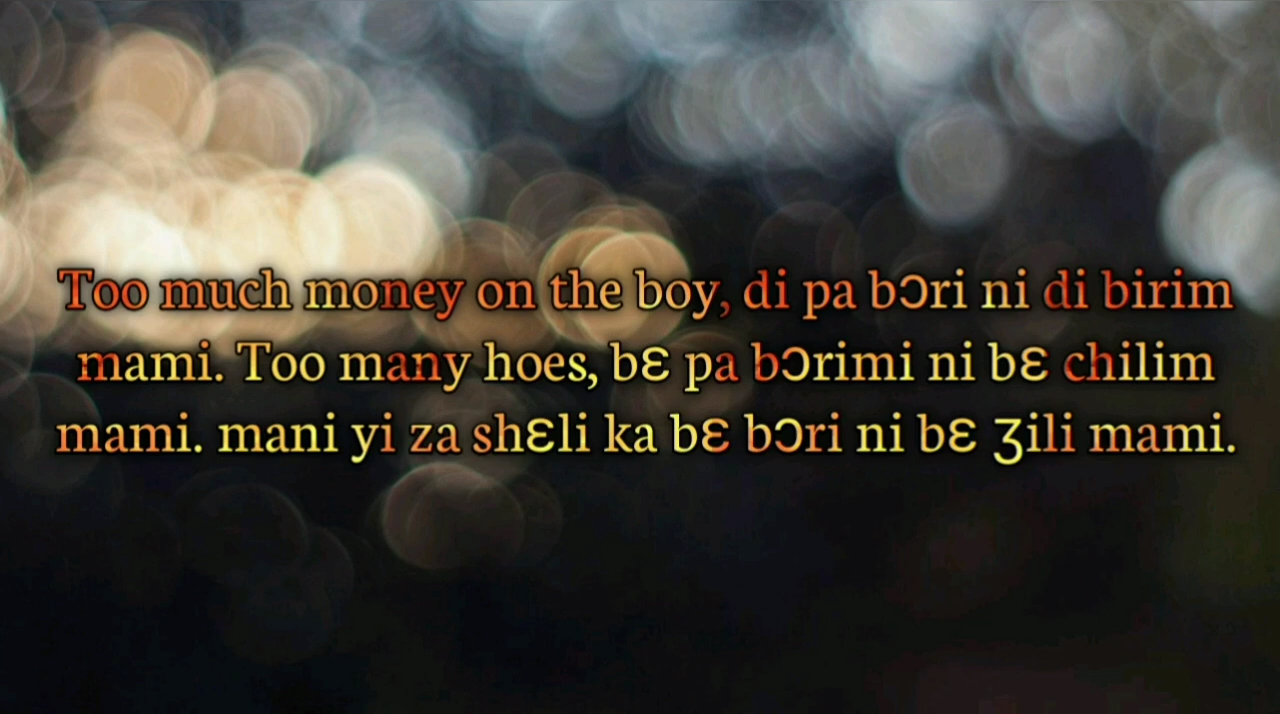 Too much money on the boy, di pa bɔri ni di birim
mami. Too many hoes, bɛ pa bɔrimi ni bɛ chilim
mami. mani yi za shɛli ka bɛ bɔri ni bɛ ʒili mami.